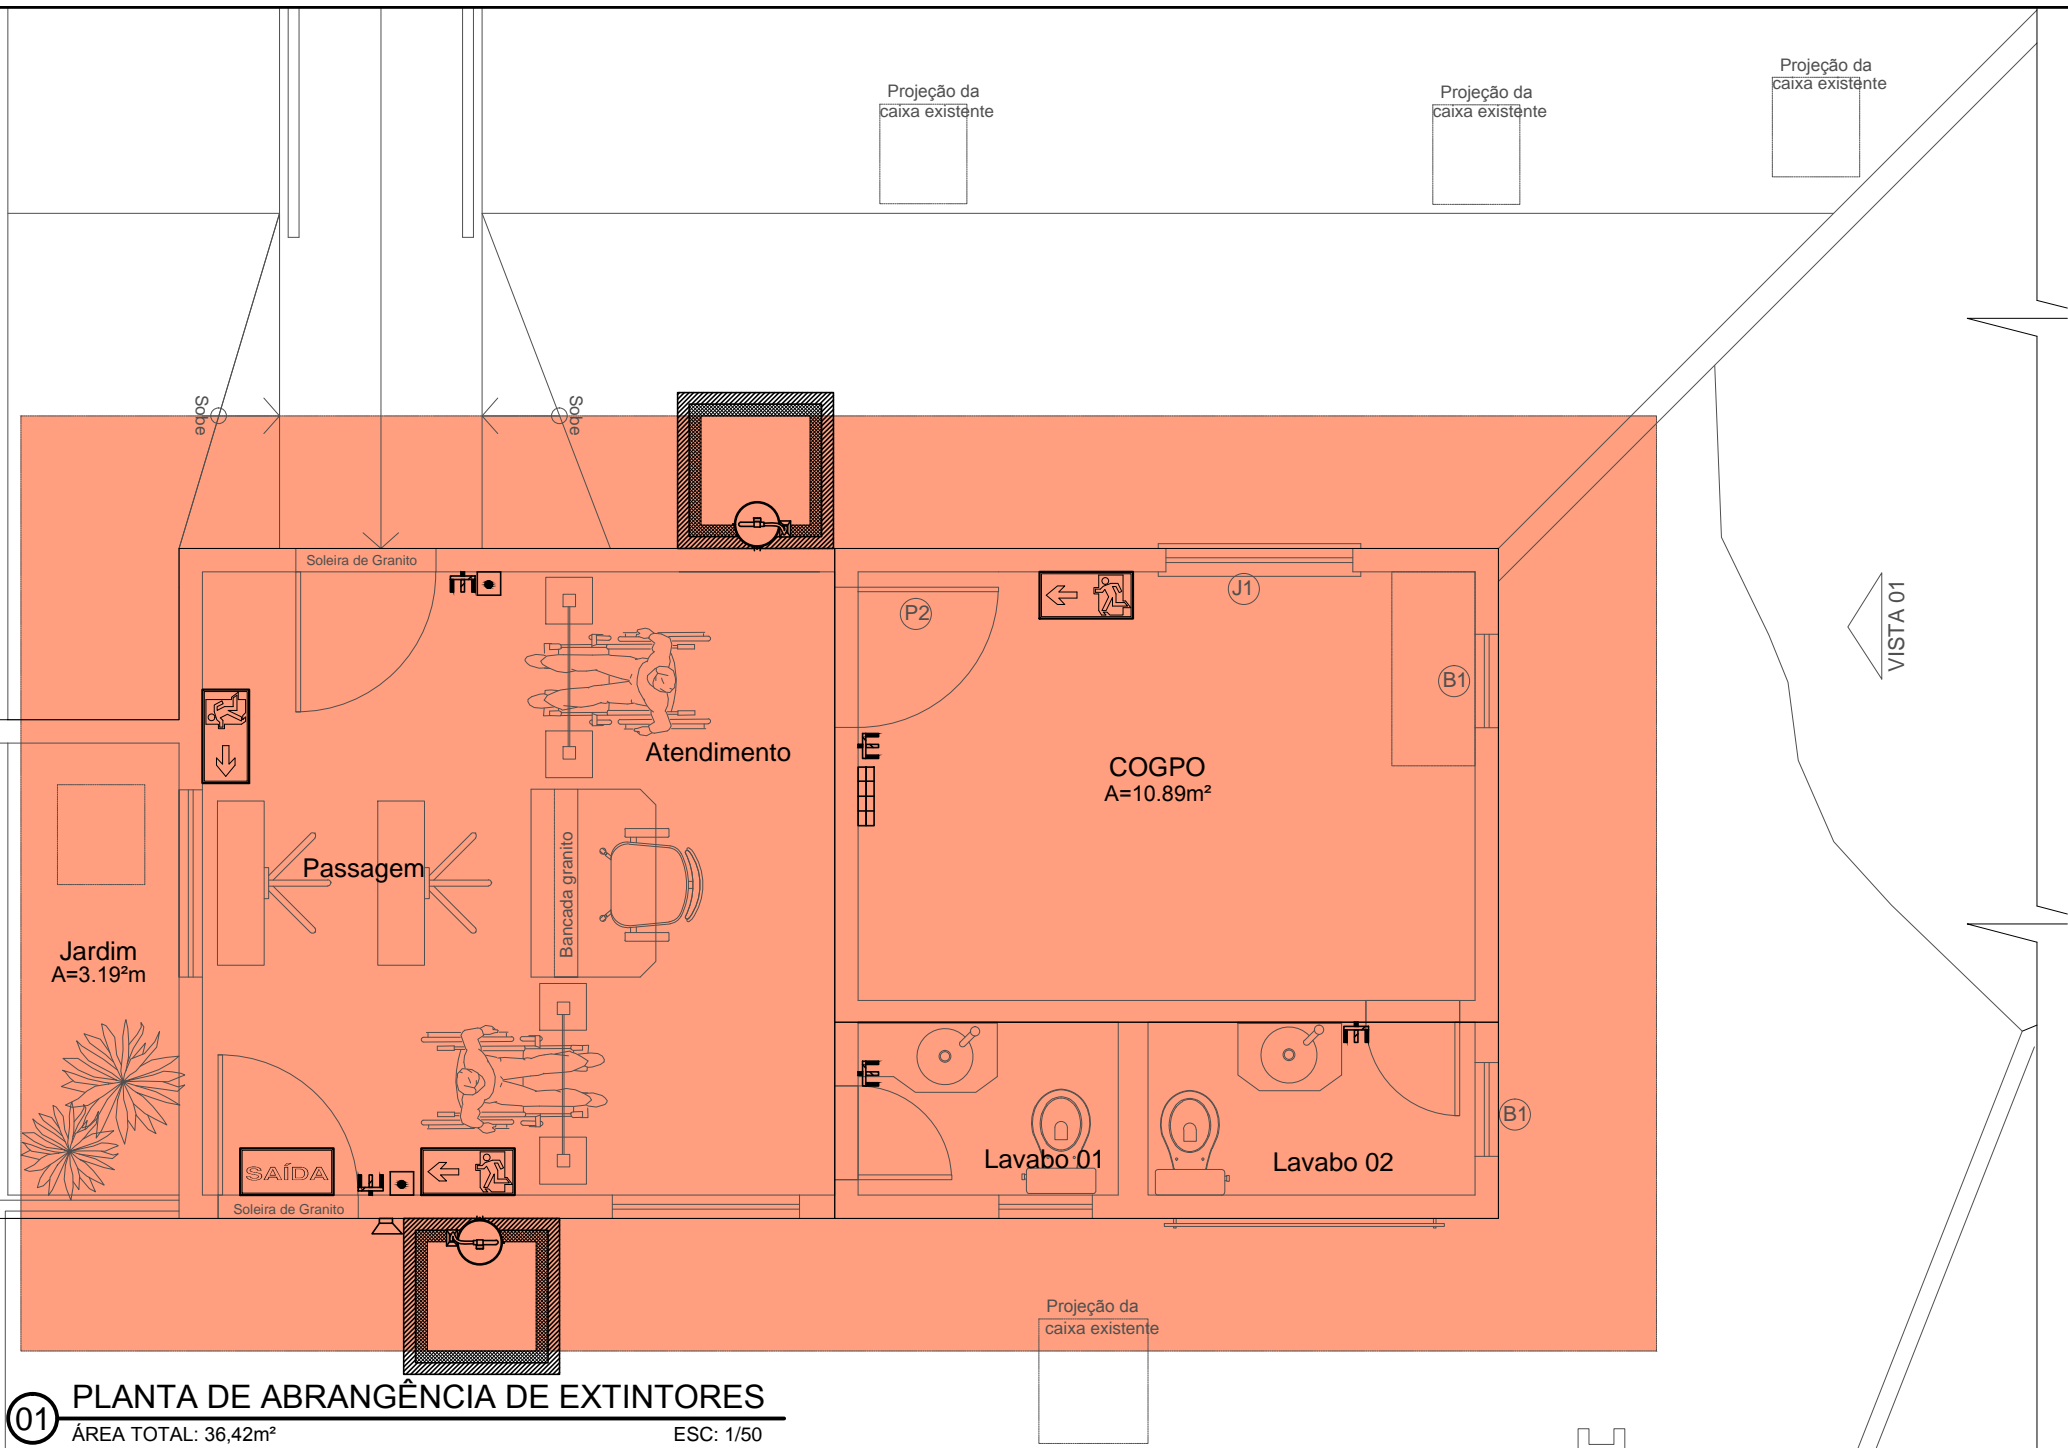 Projeção da
caixa existente
Projeção da
caixa existente
Projeção da
caixa existente
Sobe
Sobe
Soleira de Granito
P2
J1
B1
VISTA 01
Atendimento
COGPO
A=10.89m²
Passagem
Bancada granito
Jardim
A=3.19²m
B1
Lavabo 01
Lavabo 02
SAÍDA
Soleira de Granito
Projeção da
caixa existente
01
PLANTA DE ABRANGÊNCIA DE EXTINTORES
ÁREA TOTAL: 36,42m²
ESC: 1/50